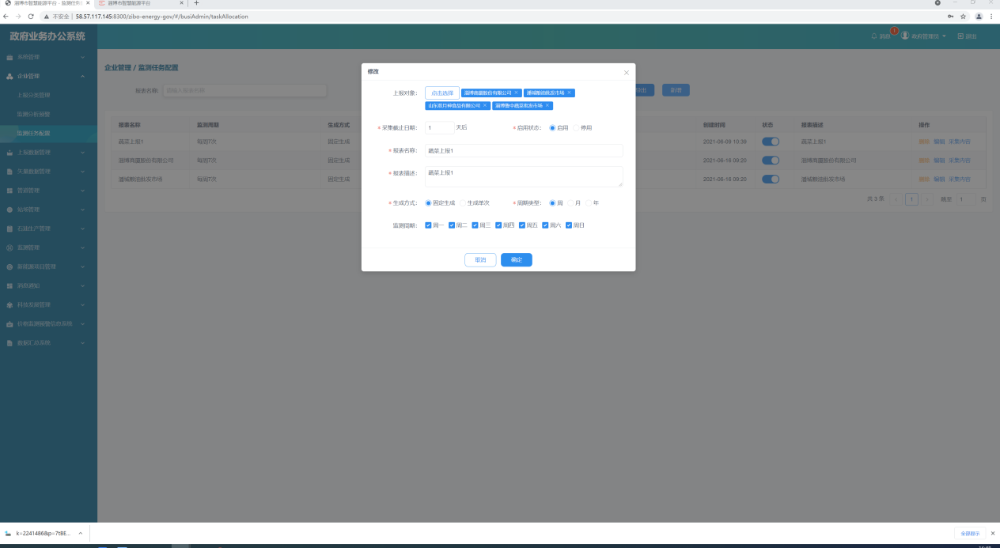 淄博市智慧能源平台 - 监测任务 × 淄博市智慧能源平台 × +
不安全 | 58.57.117.145:8300/zibo-energy-gov/#/busiAdmin/taskAllocation
政府业务办公系统
消息 1 政府管理员 退出
系统管理
企业管理
上报分类管理
监测分析预警
监测任务配置
上报数据管理
采集数据管理
管道管理
站场管理
石油生产管理
监测管理
新能源项目管理
消息通知
科技发展管理
价格监测预警信息系统
数据汇总系统
企业管理 / 监测任务配置
报表名称: 请输入报表名称 新增
报表名称 监测周期 生成方式 创建时间 状态 报表描述 操作
蔬菜上报1 每周7次 固定生成 2021-06-09 10:39 蔬菜上报1 删除 编辑 采集内容
淄博商厦股份有限公司 每周7次 固定生成 2021-06-16 09:20 淄博商厦股份有限公司 删除 编辑 采集内容
潘城粮油批发市场 每周7次 固定生成 2021-06-16 09:20 潘城粮油批发市场 删除 编辑 采集内容
共 3 条 1 跳至 1 页
修改
上报对象: 点击选择 淄博商厦股份有限公司 × 潘城粮油批发市场 ×
山东双月园食品有限公司 × 淄博鲁中蔬菜批发市场 ×
* 采集截止日期: 1 天后 * 启用状态: 启用 停用
* 报表名称: 蔬菜上报1
* 报表描述: 蔬菜上报1
* 生成方式: 固定生成 生成单次 * 周期类型: 周 月 年
监测周期: 周一 周二 周三 周四 周五 周六 周日
取消 确定
k=2241486&p=7tBE... 全部显示 ×